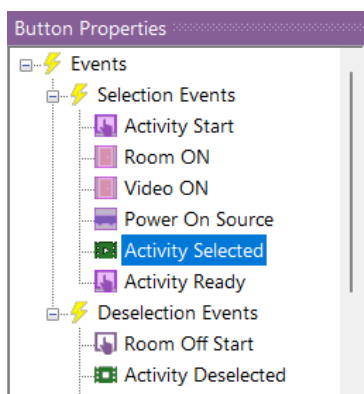 Button Properties
Events
Selection Events
Activity Start
Room ON
Video ON
Power On Source
Activity Selected
Activity Ready
Deselection Events
Room Off Start
Activity Deselected